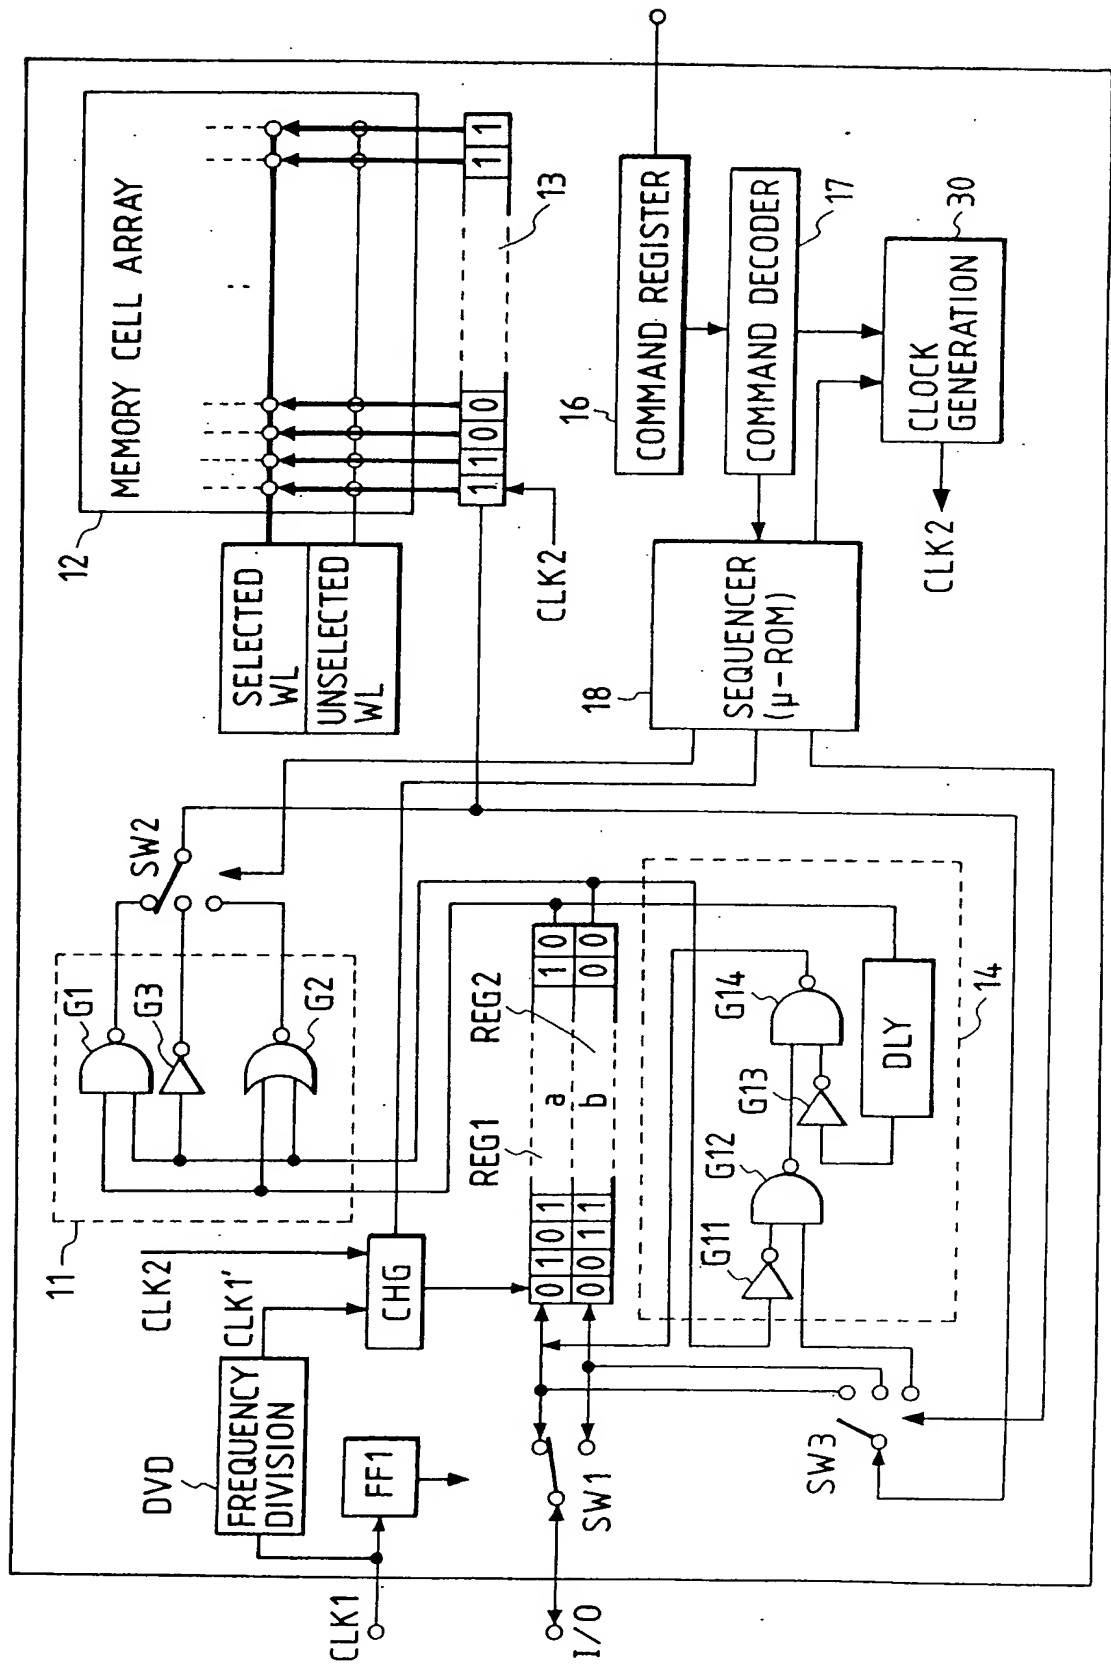 MEMORY CELL ARRAY
12
SELECTED
WL
UNSELECTED
WL
1 1 0 0
1 1
13
CLK2
11
G1
G3
G2
SW2
CLK2
CLK1'
DVD
FREQUENCY
DIVISION
CHG
FF1
CLK1
I/O
SW1
REG1
REG2
a
b
0 1 0 1
1 0
0 0 1 1
0 0
SW3
G11
G12
G13
G14
DLY
14
18
SEQUENCER
(μ-ROM)
16
COMMAND REGISTER
COMMAND DECODER
17
30
CLOCK
GENERATION
CLK2